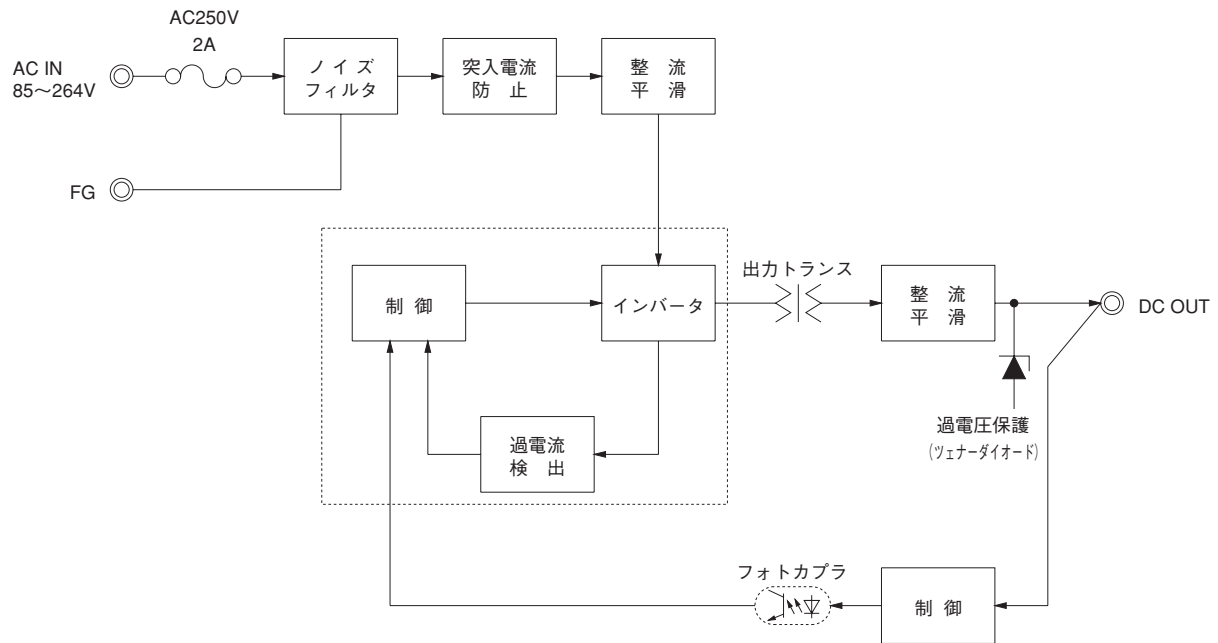 AC250V
2A
AC IN
85～264V
ノ イ ズ
フィルタ
突入電流
防 止
整 流
平 滑
FG
制 御
インバータ
出力トランス
整 流
平 滑
DC OUT
過電流
検 出
過電圧保護
(ツェナーダイオード)
フォトカプラ
制 御